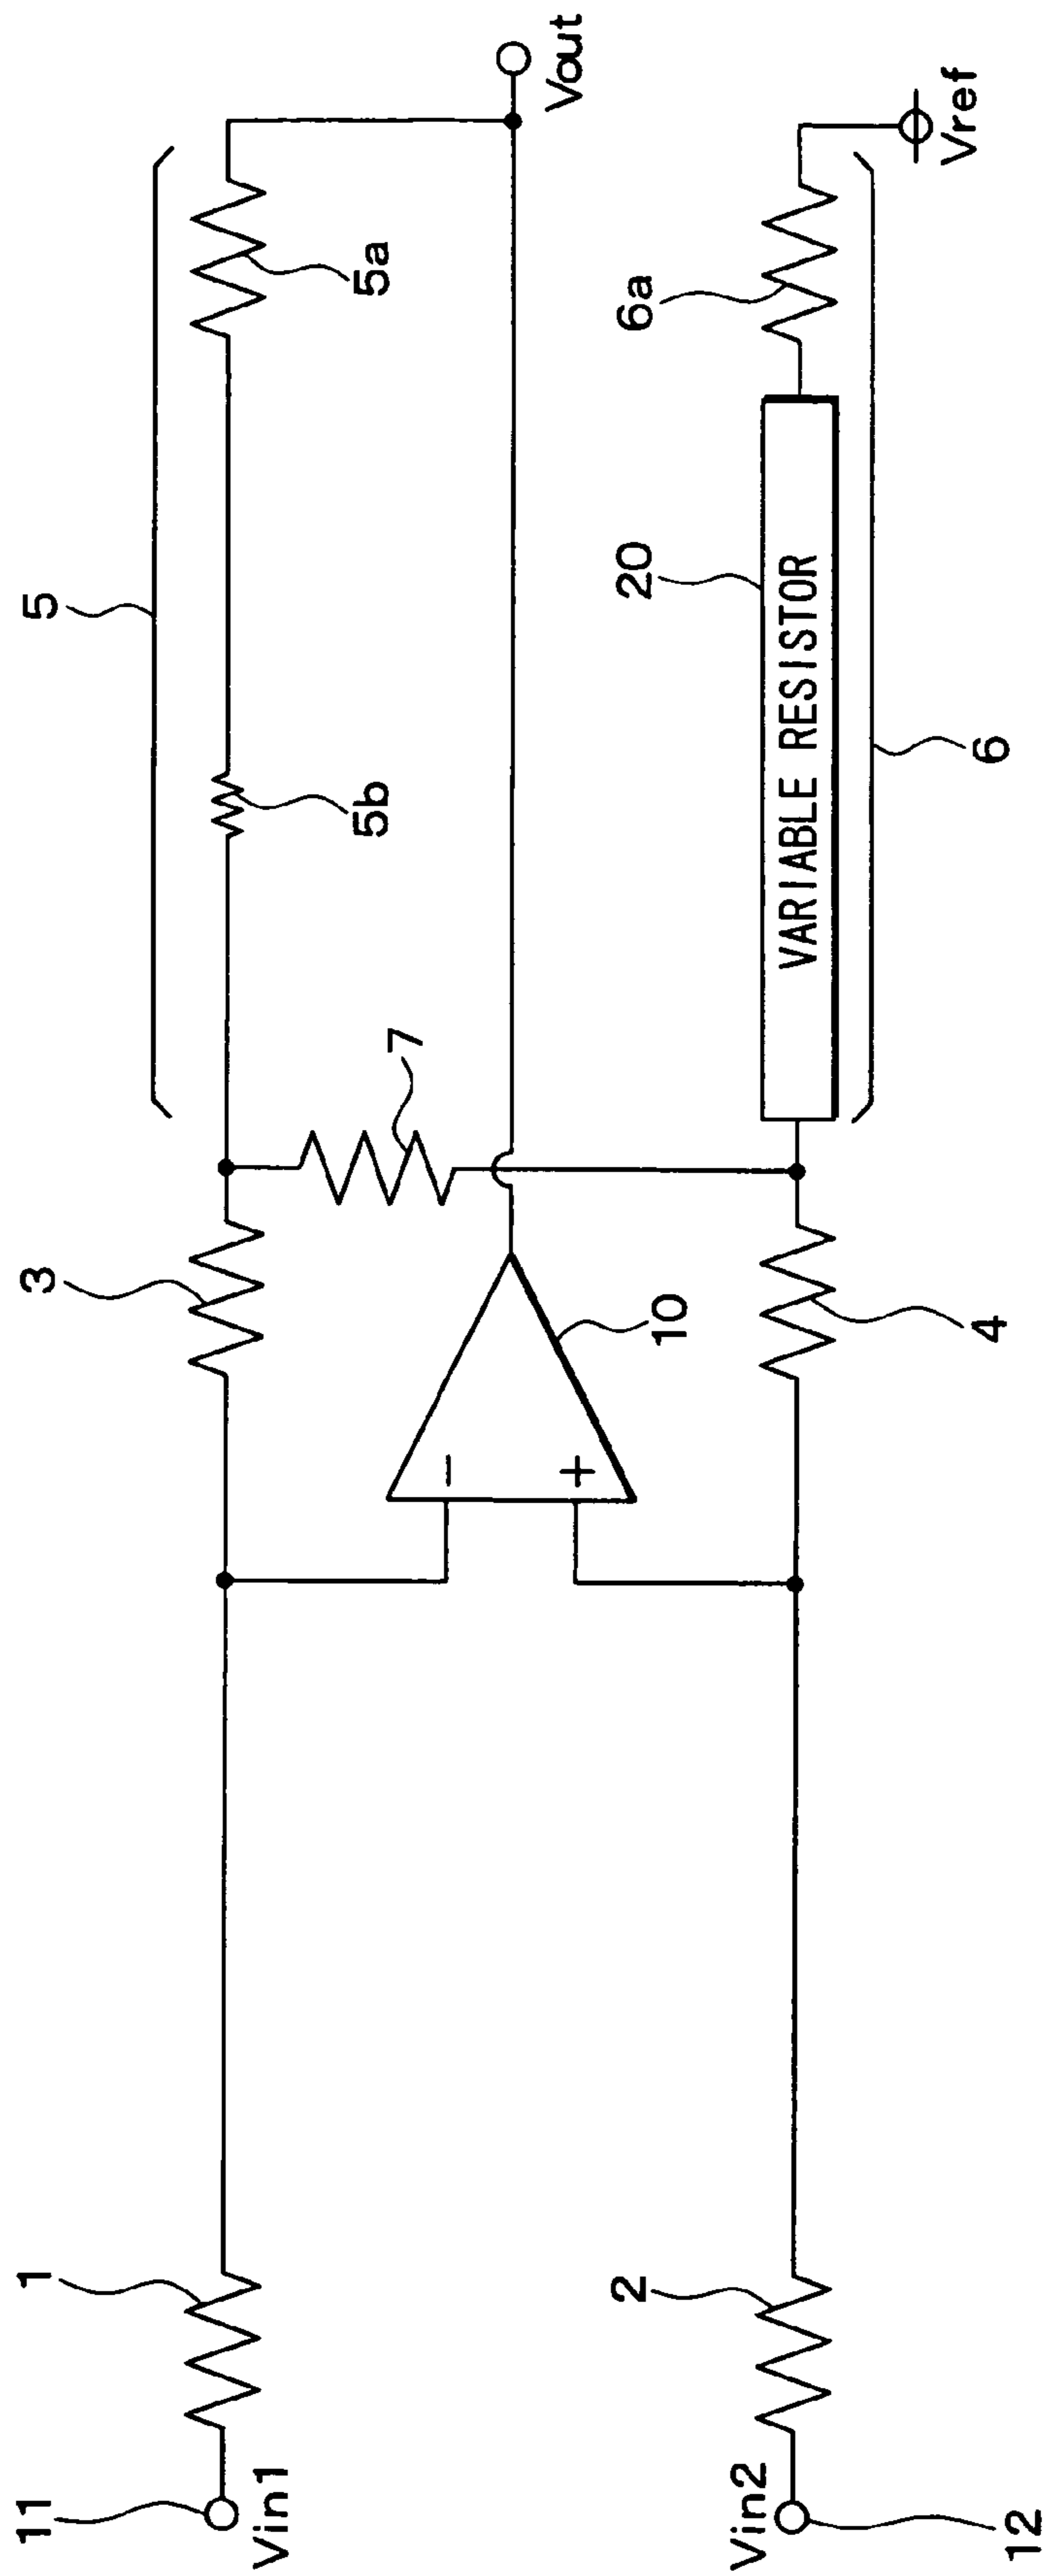 5
5b
5a
Vout
3
7
1
11
Vin1
10
-
+
20
6a
VARIABLE RESISTOR
Vref
6
4
2
Vin2
12